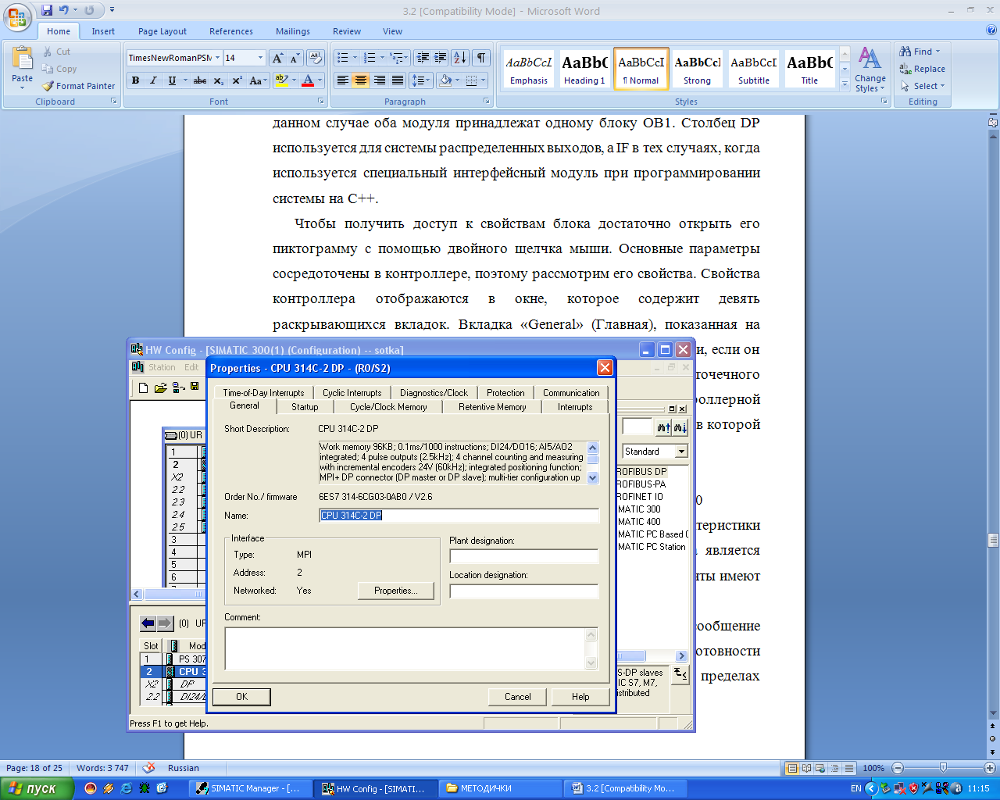 3.2 [Compatibility Mode] - Microsoft Word
Home Insert Page Layout References Mailings Review View
Paste
Cut
Copy
Format Painter
Clipboard
TimesNewRomanPSM 14
B I U abc x₂ x² Aa
Font
Paragraph
AaBbCcI AaBbC AaBbCcI AaBbCcI AaBbCcI AaBbC
Emphasis Heading 1 ¶ Normal Strong Subtitle Title
Change Styles
Styles
Find
Replace
Select
Editing
данном случае оба модуля принадлежат одному блоку OB1. Столбец DP
используется для системы распределенных выходов, а IF в тех случаях, когда
используется специальный интерфейсный модуль при программировании
системы на C++.
Чтобы получить доступ к свойствам блока достаточно открыть его
пиктограмму с помощью двойного щелчка мыши. Основные параметры
сосредоточены в контроллере, поэтому рассмотрим его свойства. Свойства
контроллера отображаются в окне, которое содержит девять
раскрывающихся вкладок. Вкладка «General» (Главная), показанная на
HW Config - [SIMATIC 300(1) (Configuration) -- sotka]
Station Edit
и, если он
точечного
оллерной
в которой
0
теристики
а является
нты имеют
сообщение
отовности
пределах
Properties - CPU 314C-2 DP - (R0/S2)
Time-of-Day Interrupts Cyclic Interrupts Diagnostics/Clock Protection Communication
General Startup Cycle/Clock Memory Retentive Memory Interrupts
Short Description: CPU 314C-2 DP
Work memory 96KB; 0.1ms/1000 instructions; DI24/DO16; AI5/AO2
integrated; 4 pulse outputs (2.5kHz); 4 channel counting and measuring
with incremental encoders 24V (60kHz); integrated positioning function;
MPI+ DP connector (DP master or DP slave); multi-tier configuration up
Order No./ firmware 6ES7 314-6CG03-0AB0 / V2.6
Name: CPU 314C-2 DP
Interface
Type: MPI
Address: 2
Networked: Yes
Properties...
Plant designation:
Location designation:
Comment:
OK Cancel Help
(0) UR
1
2
X2
2.2
2.3
2.4
2.5
3
4
5
6
Standard
ROFIBUS DP
ROFIBUS-PA
ROFINET IO
MATIC 300
MATIC 400
MATIC PC Based C
MATIC PC Station
S-DP slaves
IC S7, M7,
istributed
(0) UR
Slot Mod
1 PS 307
2 CPU 3
X2 DP
2.2 DI24/
Press F1 to get Help.
Page: 18 of 25 Words: 3 747 Russian 100%
пуск
SIMATIC Manager - [... HW Config - [SIMATI... МЕТОДИЧКИ 3.2 [Compatibility Mo... EN 11:15